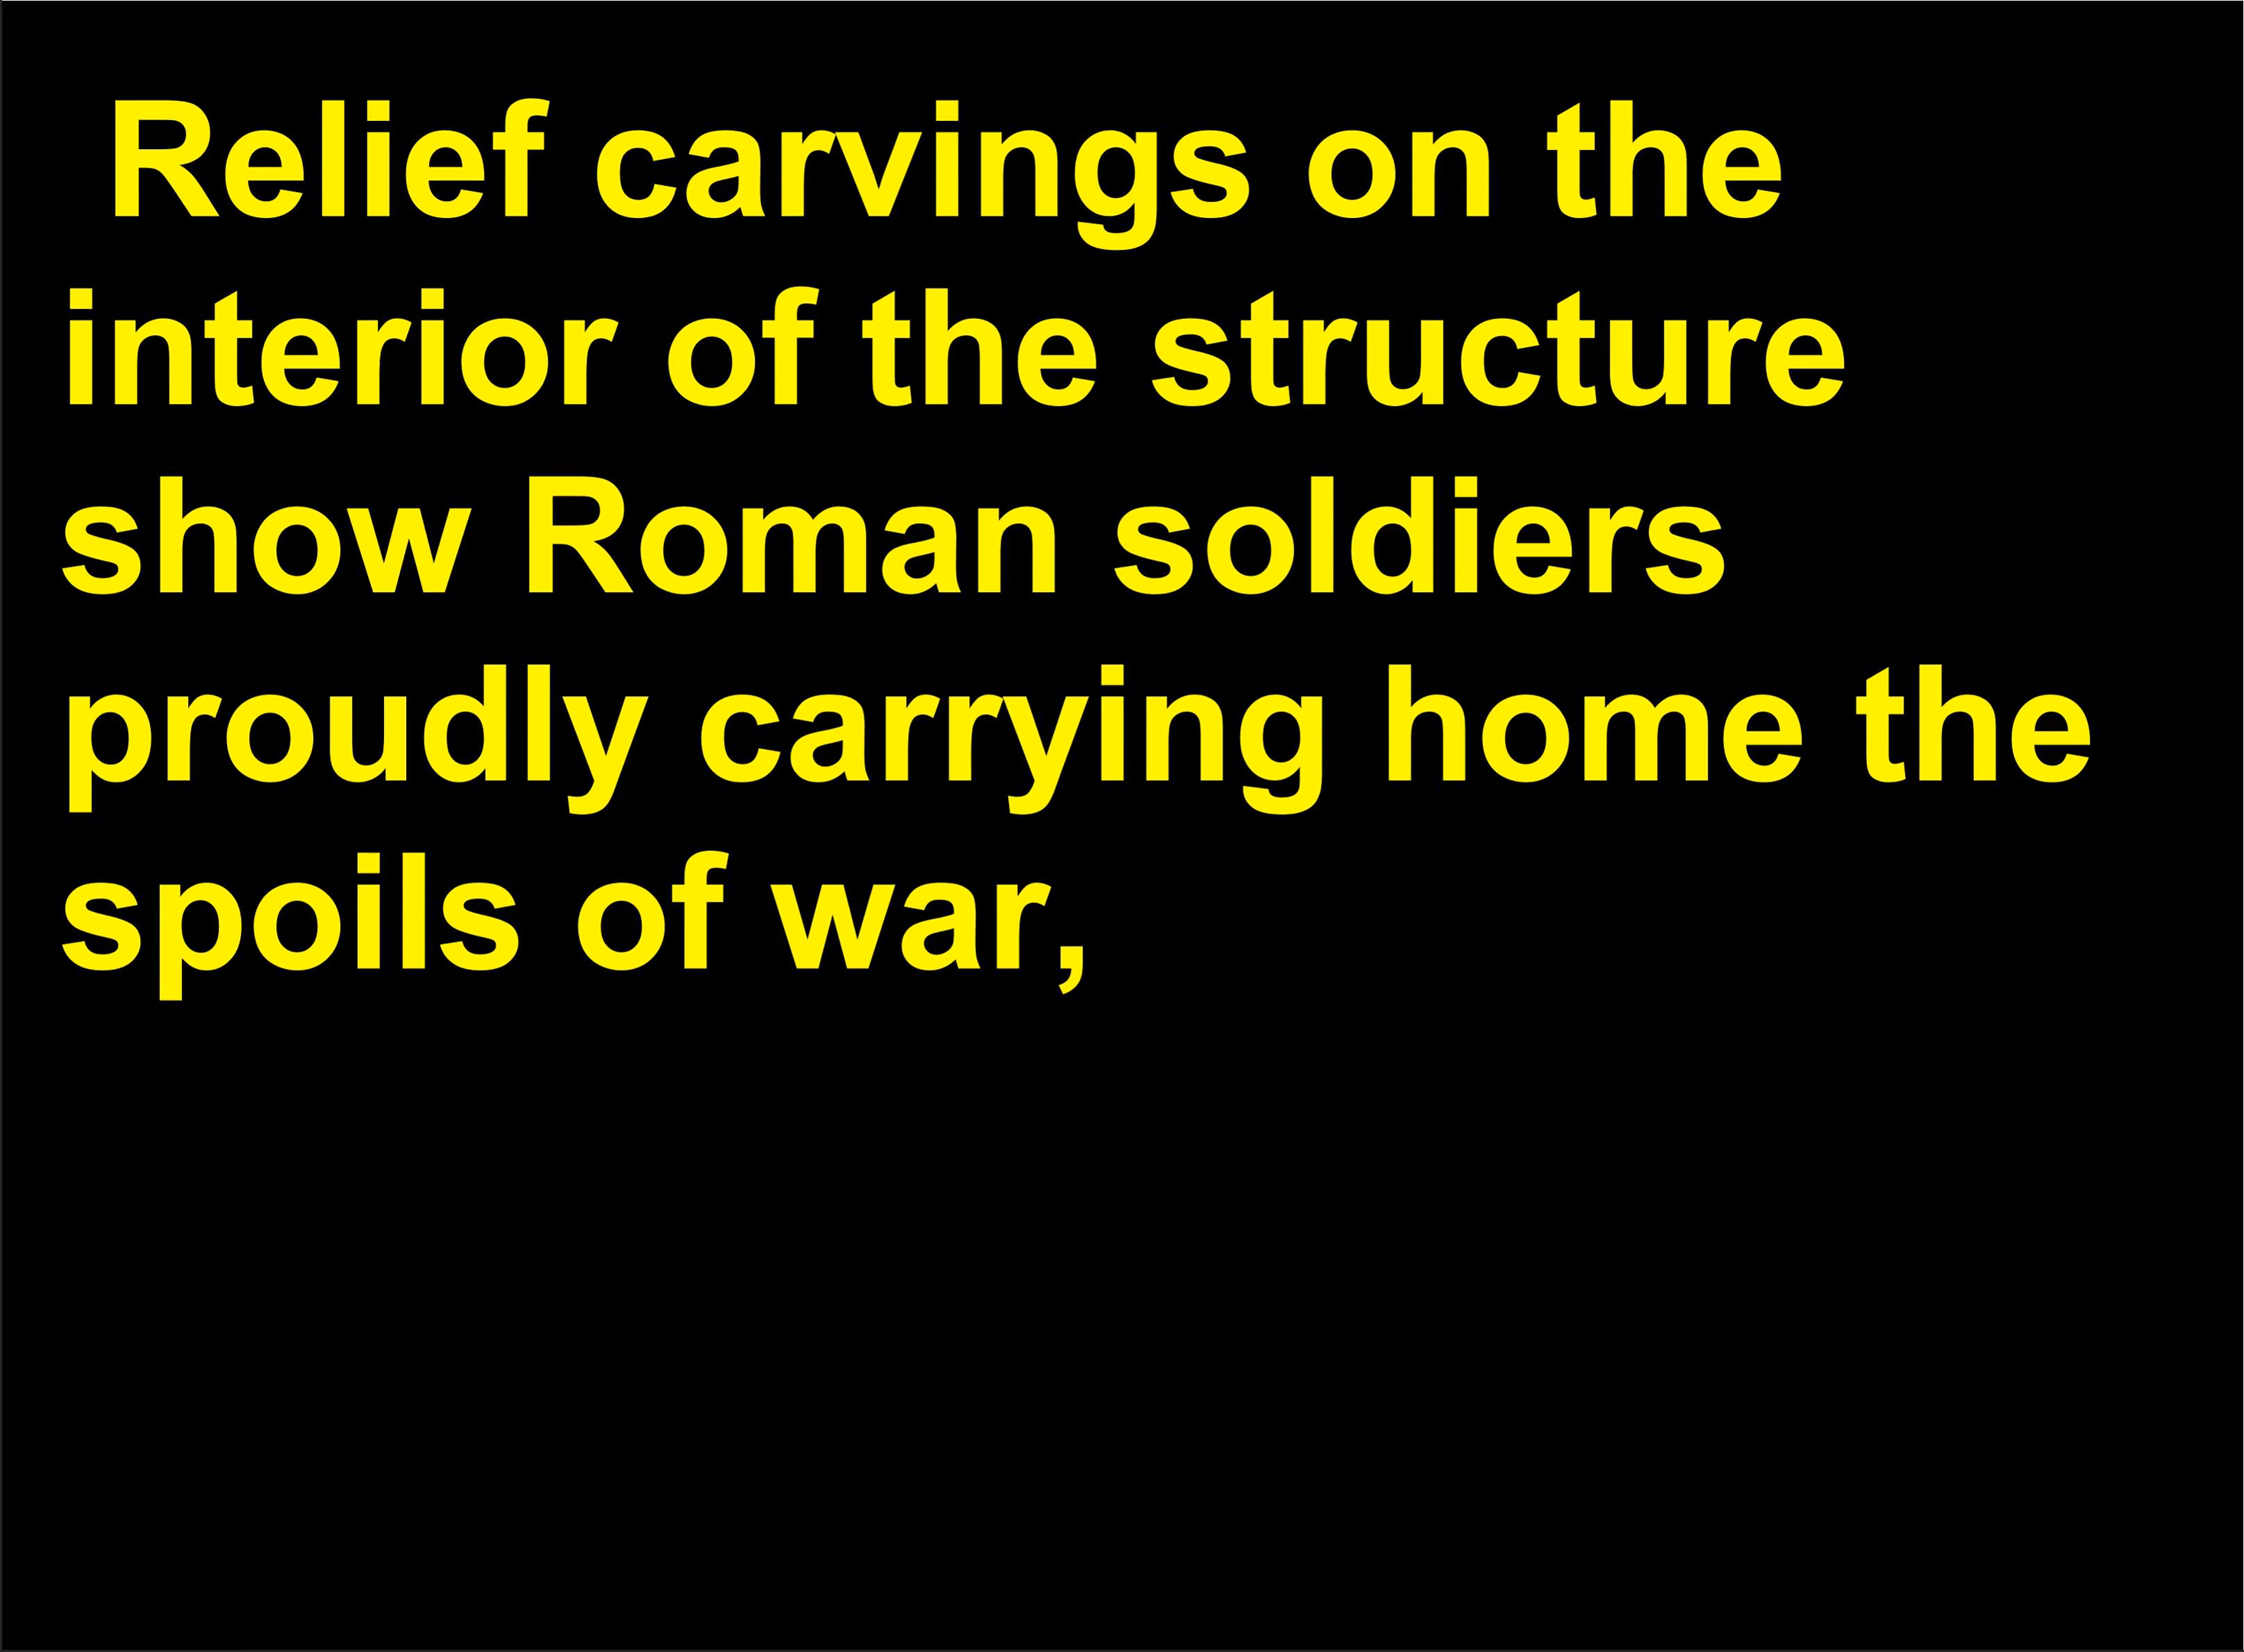 Relief carvings on the
interior of the structure
show Roman soldiers
proudly carrying home the
spoils of war,